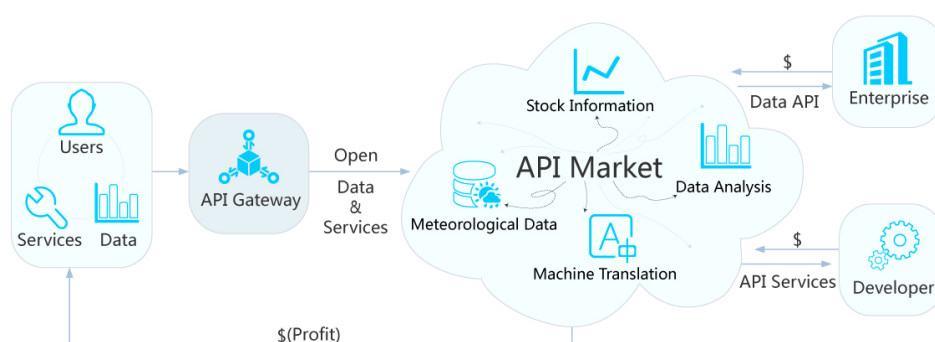 Users
Services
Data
API Gateway
Open
Data
&
Services
API Market
Stock Information
Data Analysis
Meteorological Data
A 中
Machine Translation
$
Data API
Enterprise
$
API Services
Developer
$(Profit)